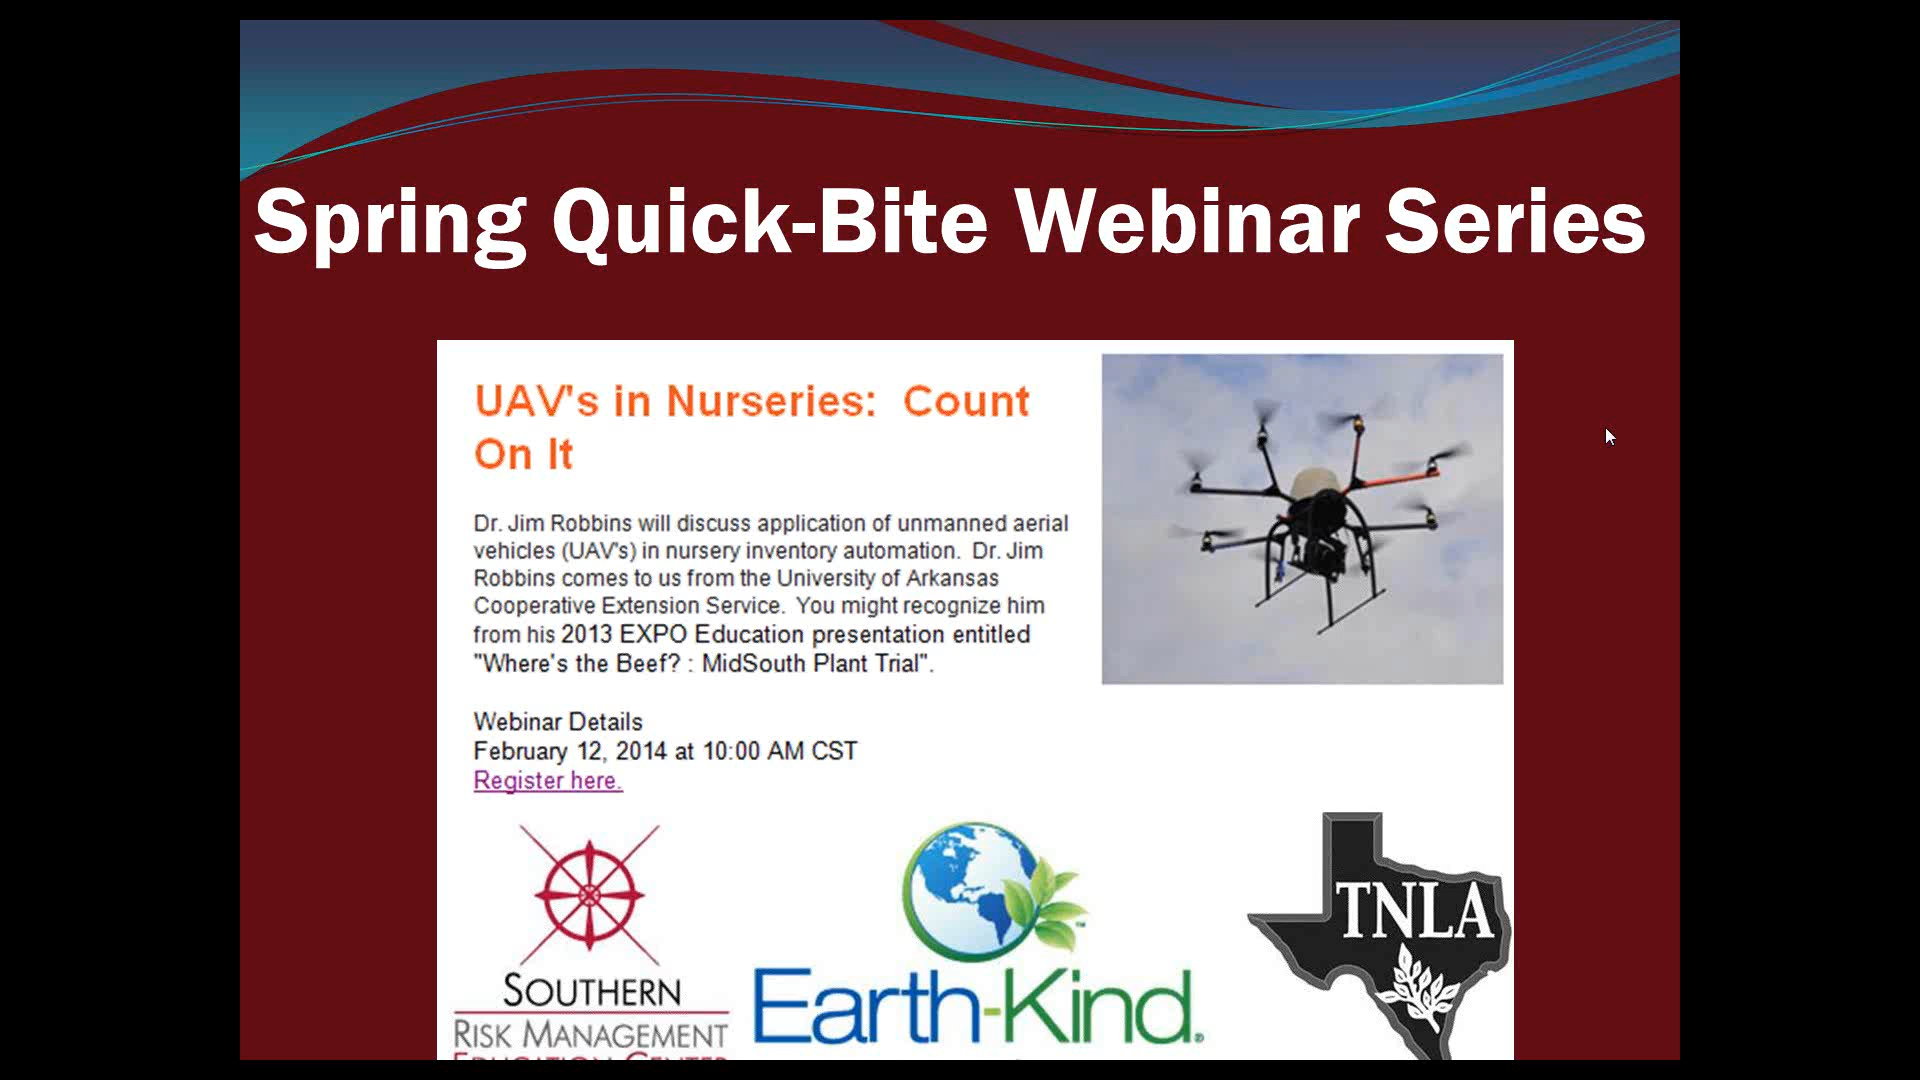 Spring Quick-Bite Webinar Series
UAV's in Nurseries: Count
On It
Dr. Jim Robbins will discuss application of unmanned aerial
vehicles (UAV's) in nursery inventory automation. Dr. Jim
Robbins comes to us from the University of Arkansas
Cooperative Extension Service. You might recognize him
from his 2013 EXPO Education presentation entitled
"Where's the Beef? : MidSouth Plant Trial".
Webinar Details
February 12, 2014 at 10:00 AM CST
Register here.
SOUTHERN
RISK MANAGEMENT
EDUCATION CENTER
Earth-Kind®
TNLA